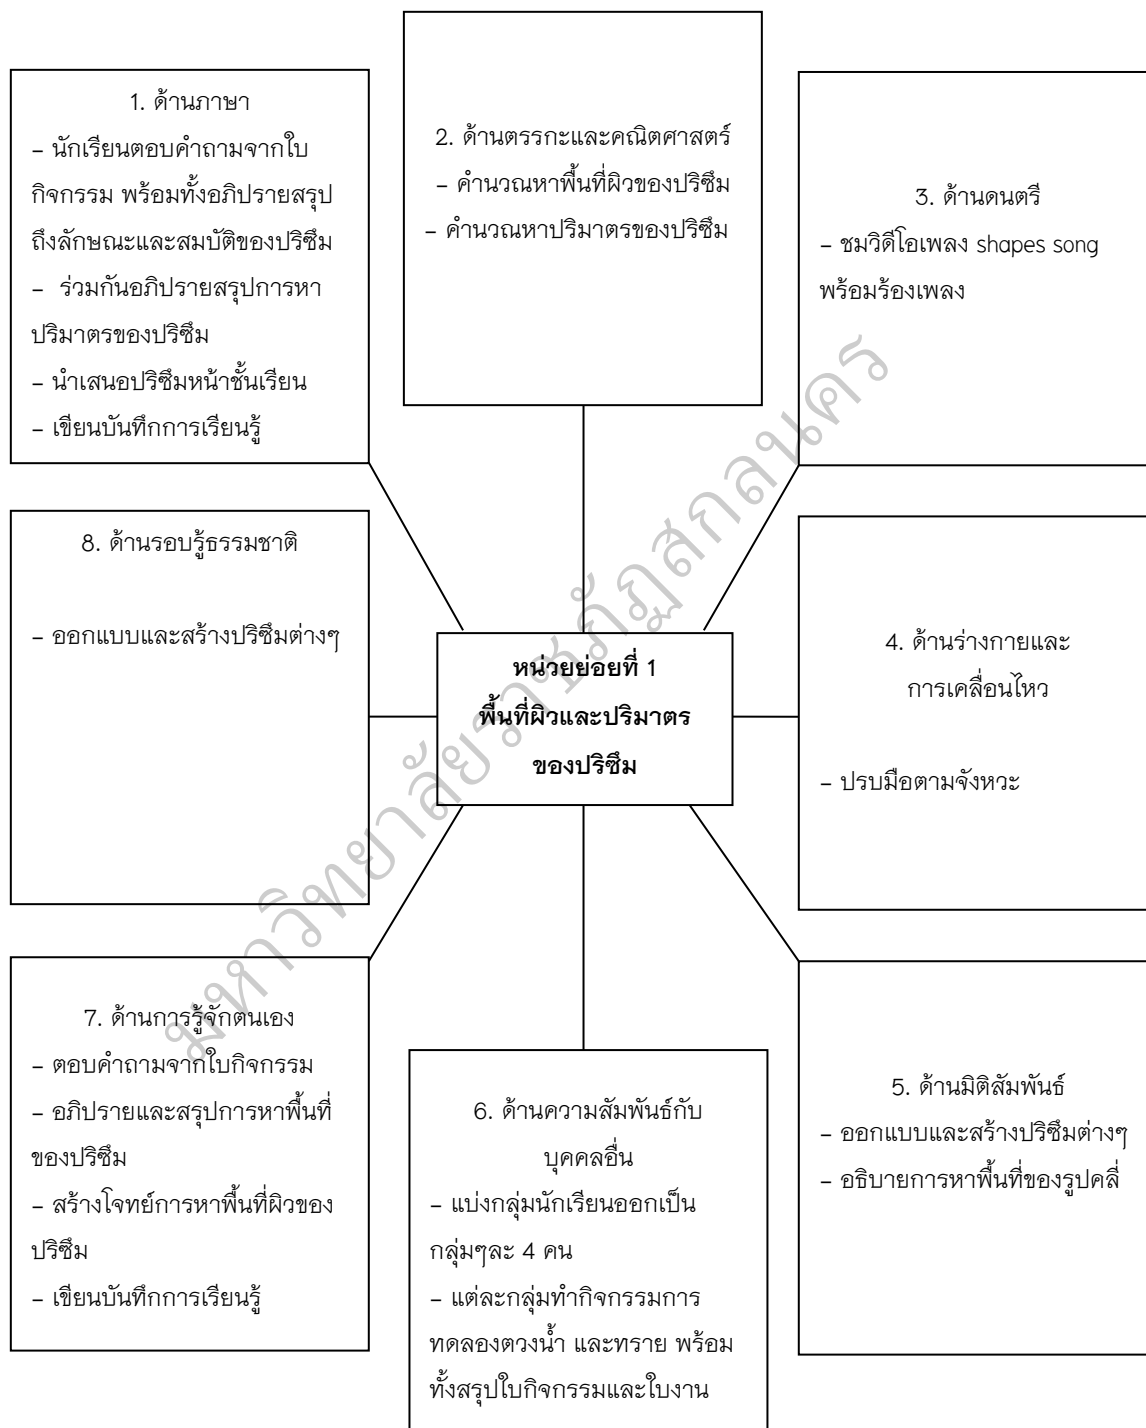 1. ด้านภาษา
– นักเรียนตอบคำถามจากใบ
กิจกรรม พร้อมทั้งอภิปรายสรุป
ถึงลักษณะและสมบัติของปริซึม
– ร่วมกันอภิปรายสรุปการหา
ปริมาตรของปริซึม
– นำเสนอปริซึมหน้าชั้นเรียน
– เขียนบันทึกการเรียนรู้
2. ด้านตรรกะและคณิตศาสตร์
– คำนวณหาพื้นที่ผิวของปริซึม
– คำนวณหาปริมาตรของปริซึม
3. ด้านดนตรี
– ชมวิดีโอเพลง shapes song
พร้อมร้องเพลง
8. ด้านรอบรู้ธรรมชาติ
– ออกแบบและสร้างปริซึมต่างๆ
หน่วยย่อยที่ 1
พื้นที่ผิวและปริมาตร
ของปริซึม
4. ด้านร่างกายและ
การเคลื่อนไหว
– ปรบมือตามจังหวะ
7. ด้านการรู้จักตนเอง
– ตอบคำถามจากใบกิจกรรม
– อภิปรายและสรุปการหาพื้นที่
ของปริซึม
– สร้างโจทย์การหาพื้นที่ผิวของ
ปริซึม
– เขียนบันทึกการเรียนรู้
6. ด้านความสัมพันธ์กับ
บุคคลอื่น
– แบ่งกลุ่มนักเรียนออกเป็น
กลุ่มๆละ 4 คน
– แต่ละกลุ่มทำกิจกรรมการ
ทดลองตวงน้ำ และทราย พร้อม
ทั้งสรุปใบกิจกรรมและใบงาน
5. ด้านมิติสัมพันธ์
– ออกแบบและสร้างปริซึมต่างๆ
– อธิบายการหาพื้นที่ของรูปคลี่
มหาวิทยาลัยราชภัฏสกลนคร